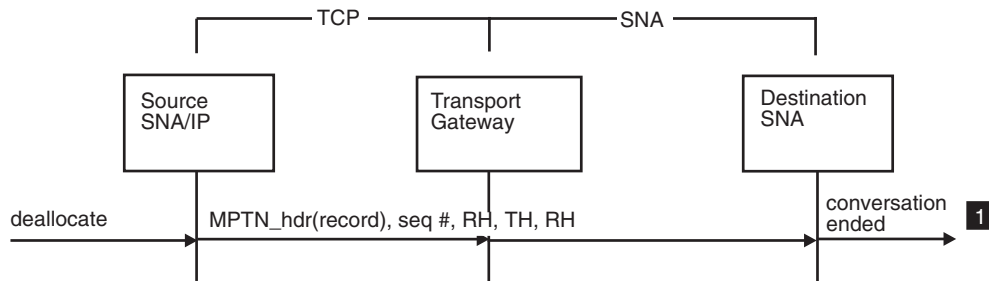 TCP
SNA
Source
SNA/IP
Transport
Gateway
Destination
SNA
deallocate
MPTN_hdr(record), seq #, RH, TH, RH
conversation
ended
1